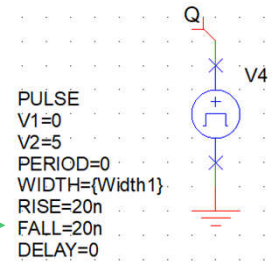 Q
V4
PULSE
V1=0
V2=5
PERIOD=0
WIDTH={Width1}
RISE=20n
FALL=20n
DELAY=0